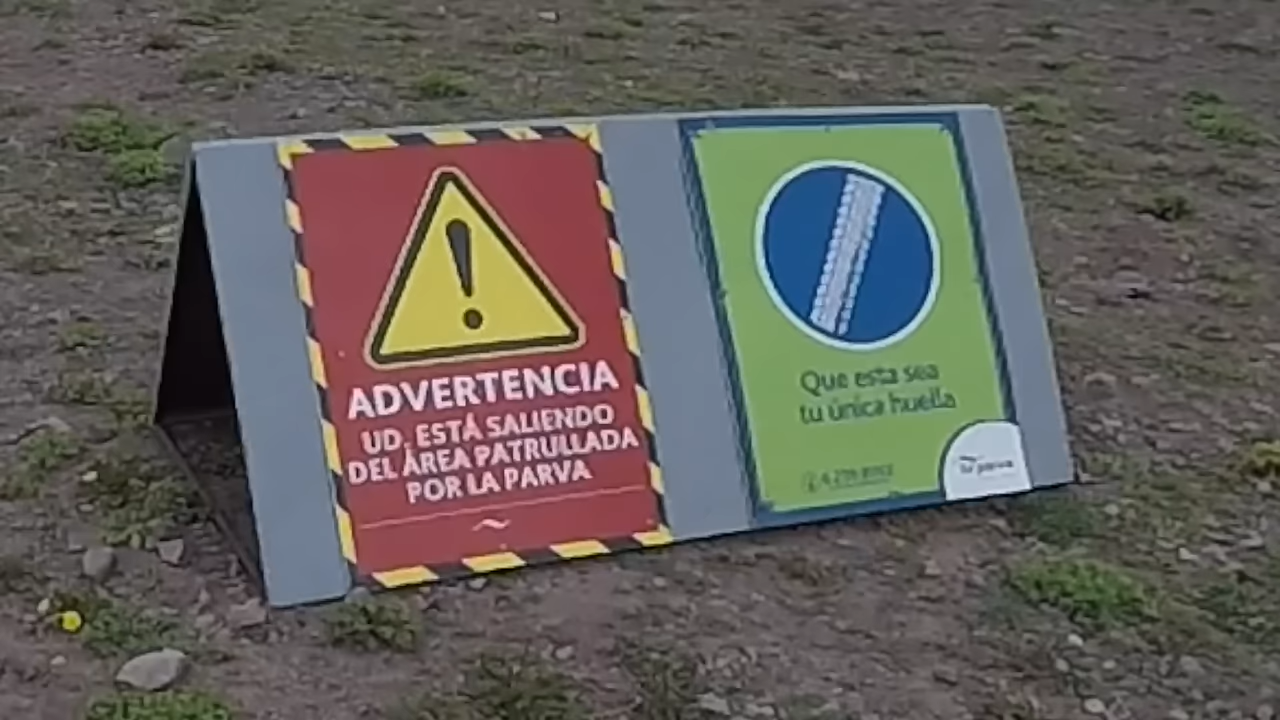 ADVERTENCIA
UD. ESTÁ SALIENDO
DEL ÁREA PATRULLADA
POR LA PARVA
Que esta sea
tu única huella
la parva